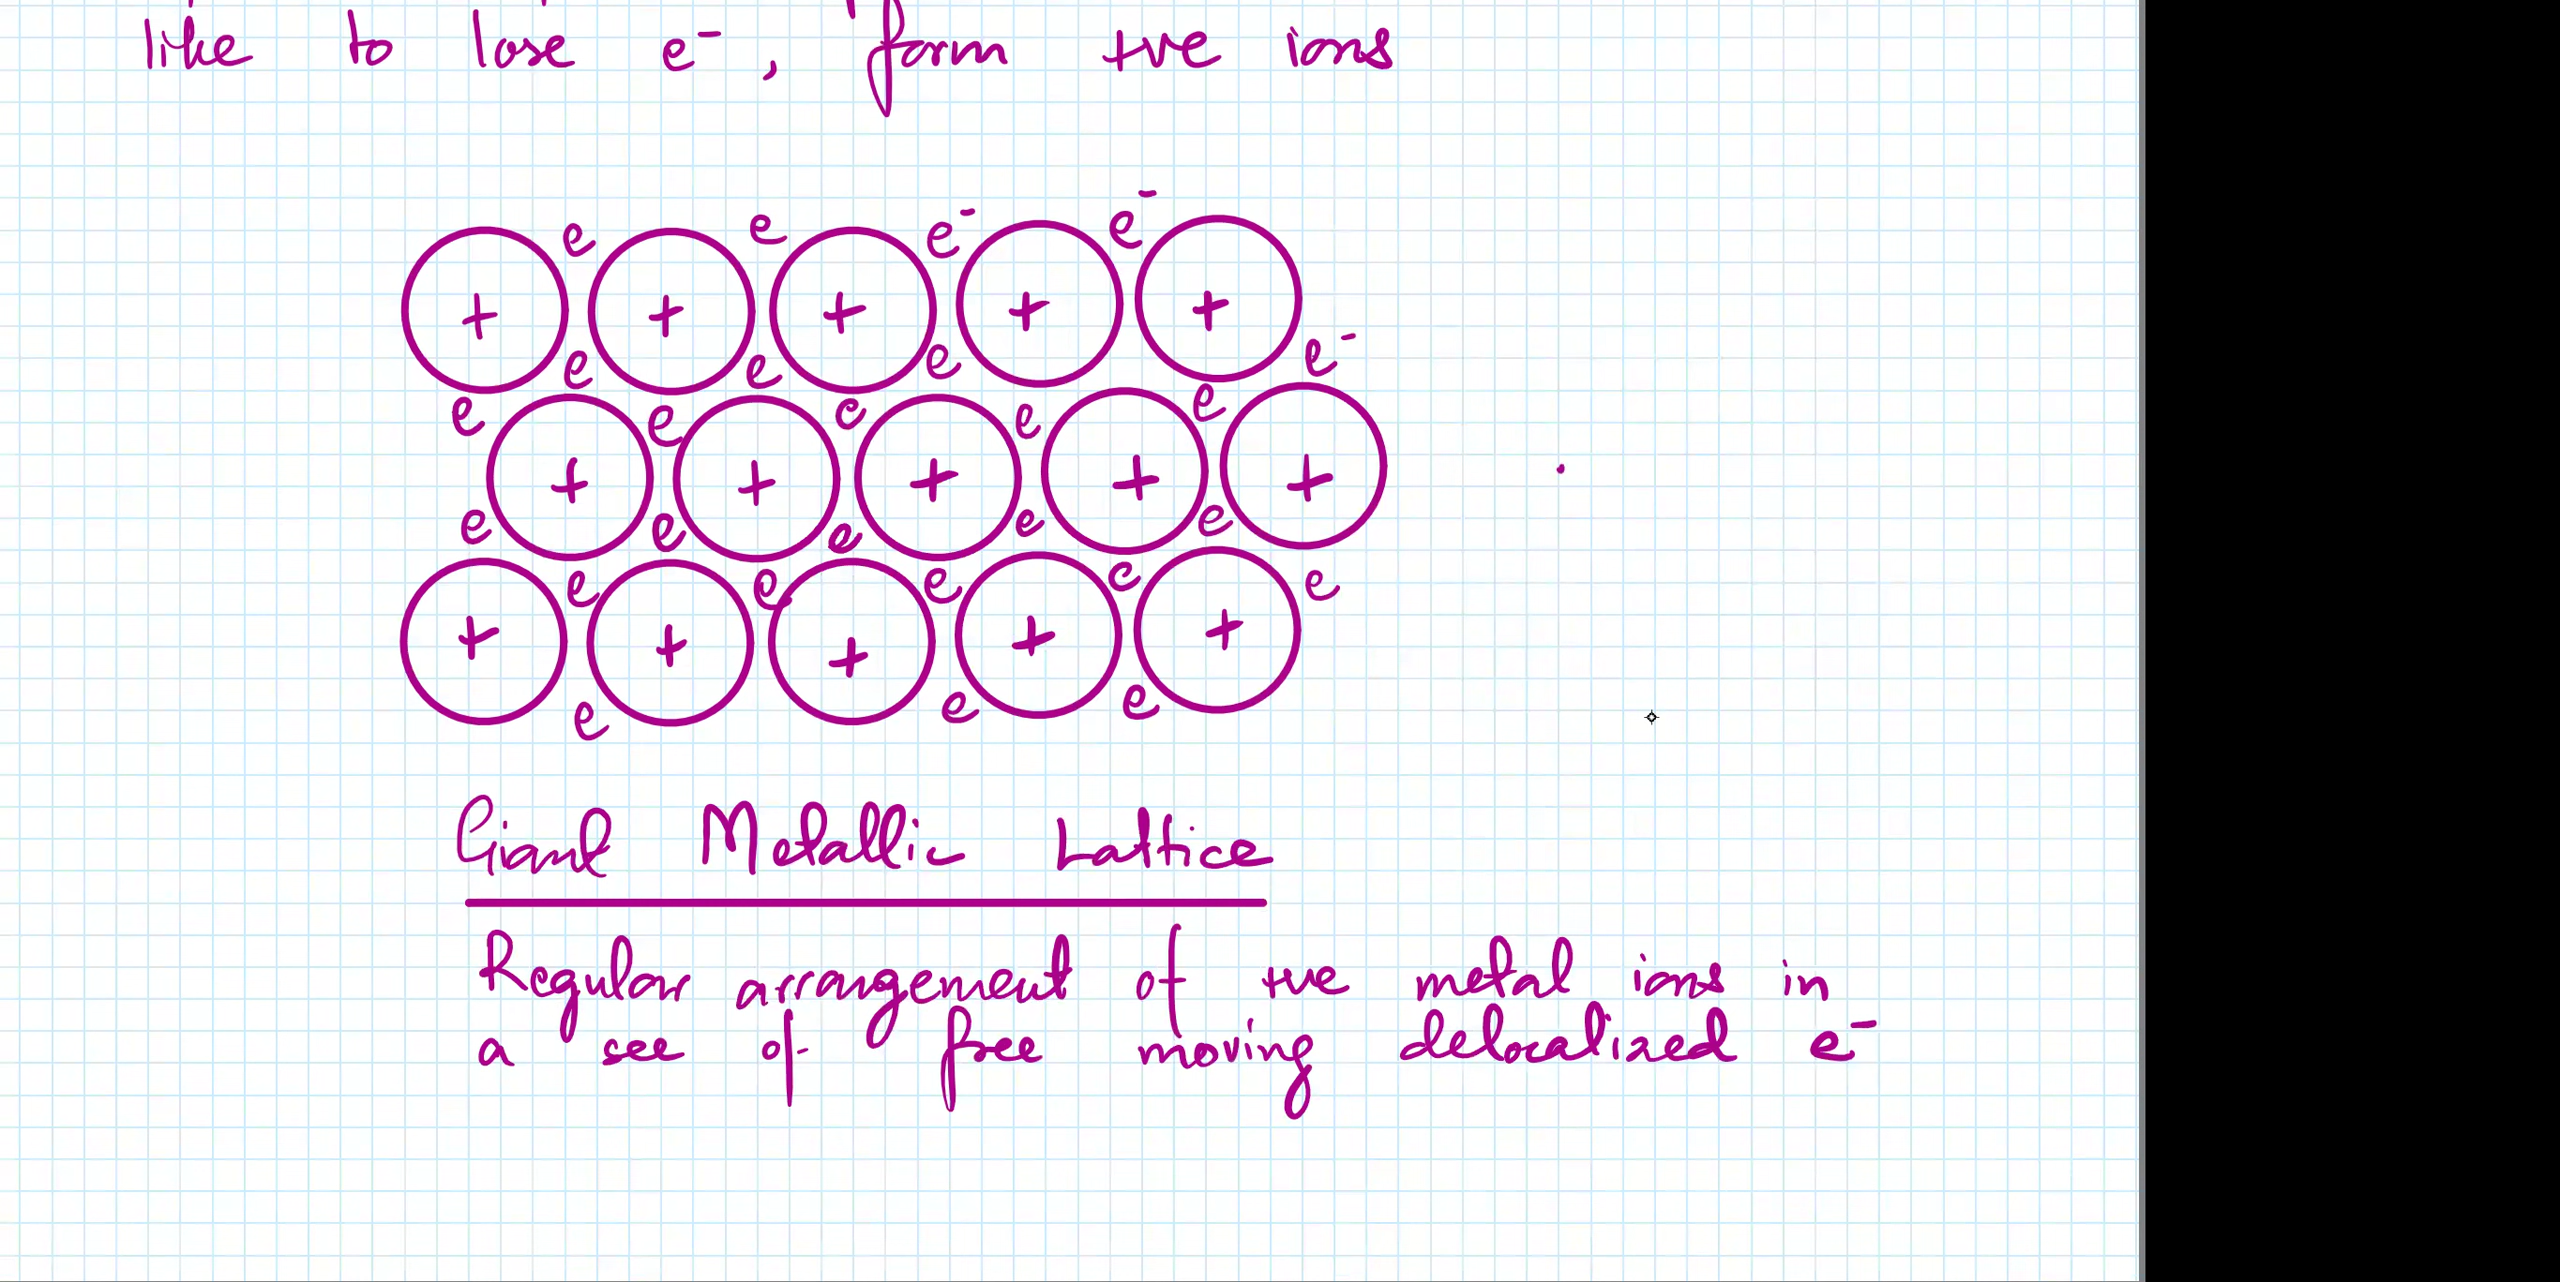 like to lose e⁻, form +ve ions
e e e⁻ e⁻
+ + + + +
e e e e⁻
e e e e e
+ + + + +
e e e e e
e e e e e
+ + + + +
e e e
Giant Metallic Lattice
Regular arrangement of +ve metal ions in
a see of free moving delocalized e⁻